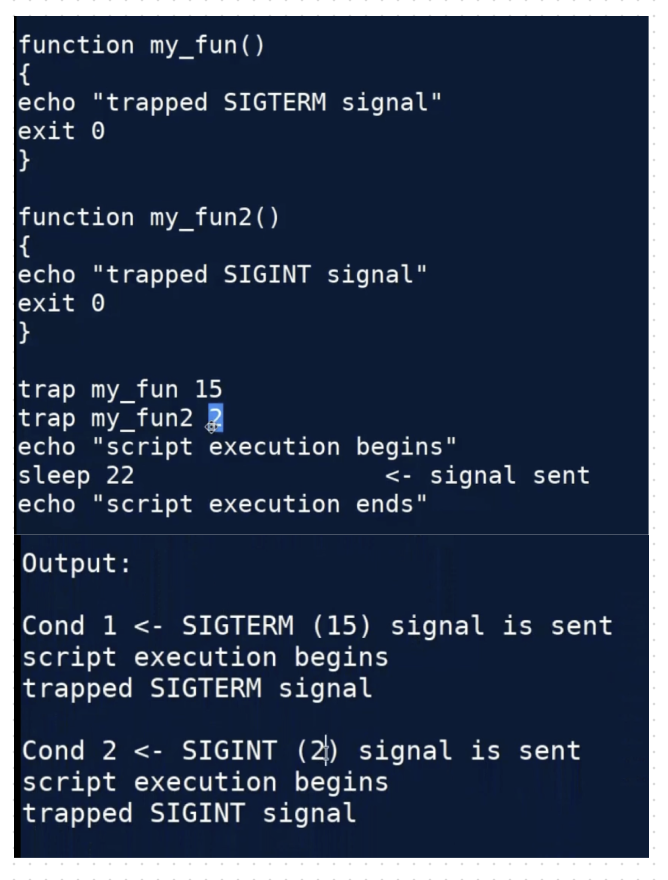 function my_fun()
{
echo "trapped SIGTERM signal"
exit 0
}
function my_fun2()
{
echo "trapped SIGINT signal"
exit 0
}
trap my_fun 15
trap my_fun2 2
echo "script execution begins"
sleep 22 <- signal sent
echo "script execution ends"
Output:
Cond 1 <- SIGTERM (15) signal is sent
script execution begins
trapped SIGTERM signal
Cond 2 <- SIGINT (2) signal is sent
script execution begins
trapped SIGINT signal